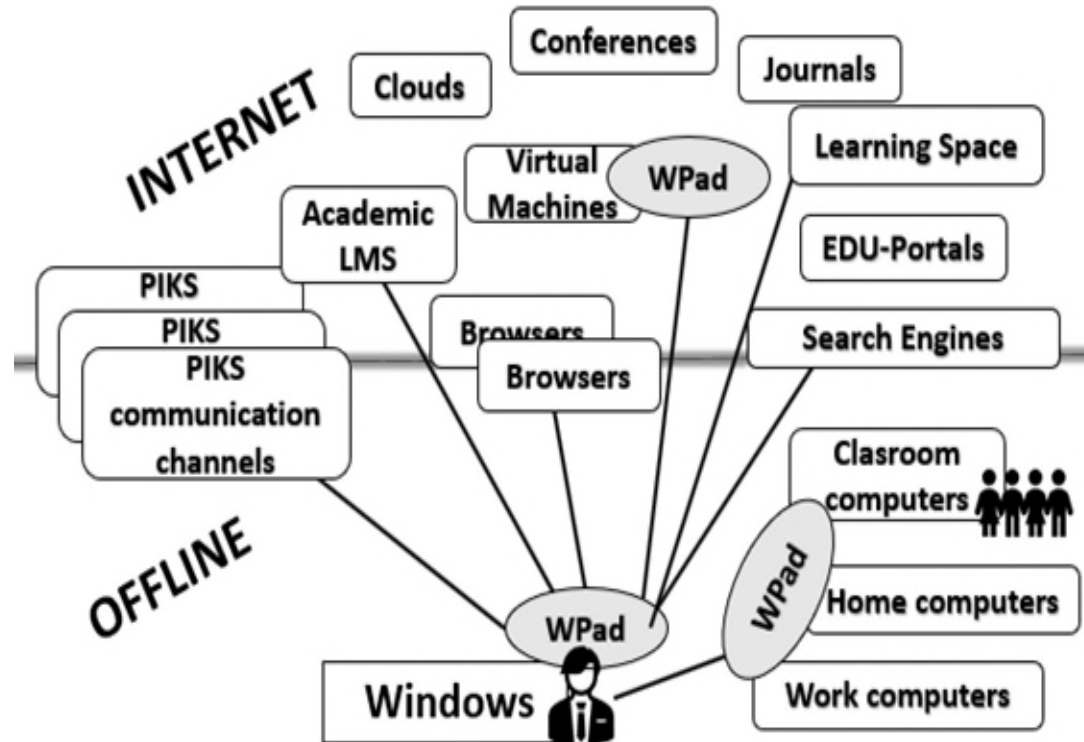 Conferences
Clouds
Journals
INTERNET
Learning Space
Virtual
Machines
WPad
Academic
LMS
EDU-Portals
PIKS
PIKS
PIKS
communication
channels
Browsers
Browsers
Search Engines
Clasroom
computers
OFFLINE
WPad
Home computers
WPad
Windows
Work computers